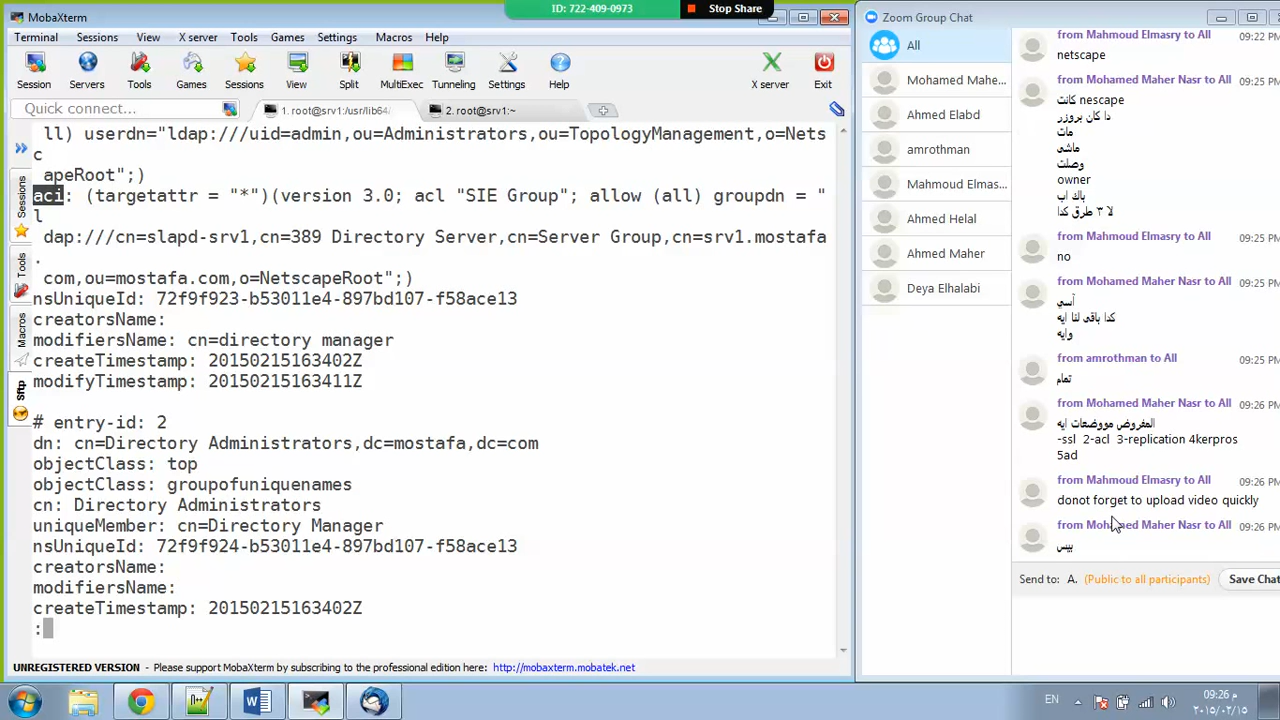 MobaXterm
ID: 722-409-0973
Stop Share
Terminal Sessions View X server Tools Games Settings Macros Help
Session Servers Tools Games Sessions View Split MultiExec Tunneling Settings Help X server Exit
Quick connect...
1. root@srv1:/usr/lib64/
2. root@srv1:~
Sessions
Tools
Macros
Sftp
ll) userdn="ldap:///uid=admin,ou=Administrators,ou=TopologyManagement,o=Nets
c
apeRoot";)
aci: (targetattr = "*")(version 3.0; acl "SIE Group"; allow (all) groupdn = "
l
dap:///cn=slapd-srv1,cn=389 Directory Server,cn=Server Group,cn=srv1.mostafa
.
com,ou=mostafa.com,o=NetscapeRoot";)
nsUniqueId: 72f9f923-b53011e4-897bd107-f58ace13
creatorsName:
modifiersName: cn=directory manager
createTimestamp: 20150215163402Z
modifyTimestamp: 20150215163411Z
# entry-id: 2
dn: cn=Directory Administrators,dc=mostafa,dc=com
objectClass: top
objectClass: groupofuniquenames
cn: Directory Administrators
uniqueMember: cn=Directory Manager
nsUniqueId: 72f9f924-b53011e4-897bd107-f58ace13
creatorsName:
modifiersName:
createTimestamp: 20150215163402Z
:
UNREGISTERED VERSION - Please support MobaXterm by subscribing to the professional edition here: http://mobaxterm.mobatek.net
Zoom Group Chat
All
Mohamed Mahe...
Ahmed Elabd
amrothman
Mahmoud Elmas...
Ahmed Helal
Ahmed Maher
Deya Elhalabi
from Mahmoud Elmasry to All 09:22 PM
netscape
from Mohamed Maher Nasr to All 09:25 PM
كانت nescape
دا كان بروزر
مات
ماشى
وصلت
owner
باك اب
لا ٣ طرق كدا
from Mahmoud Elmasry to All 09:25 PM
no
from Mohamed Maher Nasr to All 09:25 PM
أسي
كدا باقى لنا ايه
وايه
from amrothman to All 09:25 PM
تمام
from Mohamed Maher Nasr to All 09:26 PM
المفروض مووضعات ايه
-ssl 2-acl 3-replication 4kerpros
5ad
from Mahmoud Elmasry to All 09:26 PM
donot forget to upload video quickly
from Mohamed Maher Nasr to All 09:26 PM
بيس
Send to: A. (Public to all participants) Save Chat
EN
09:26 م
٢٠١٥/٠٢/١٥